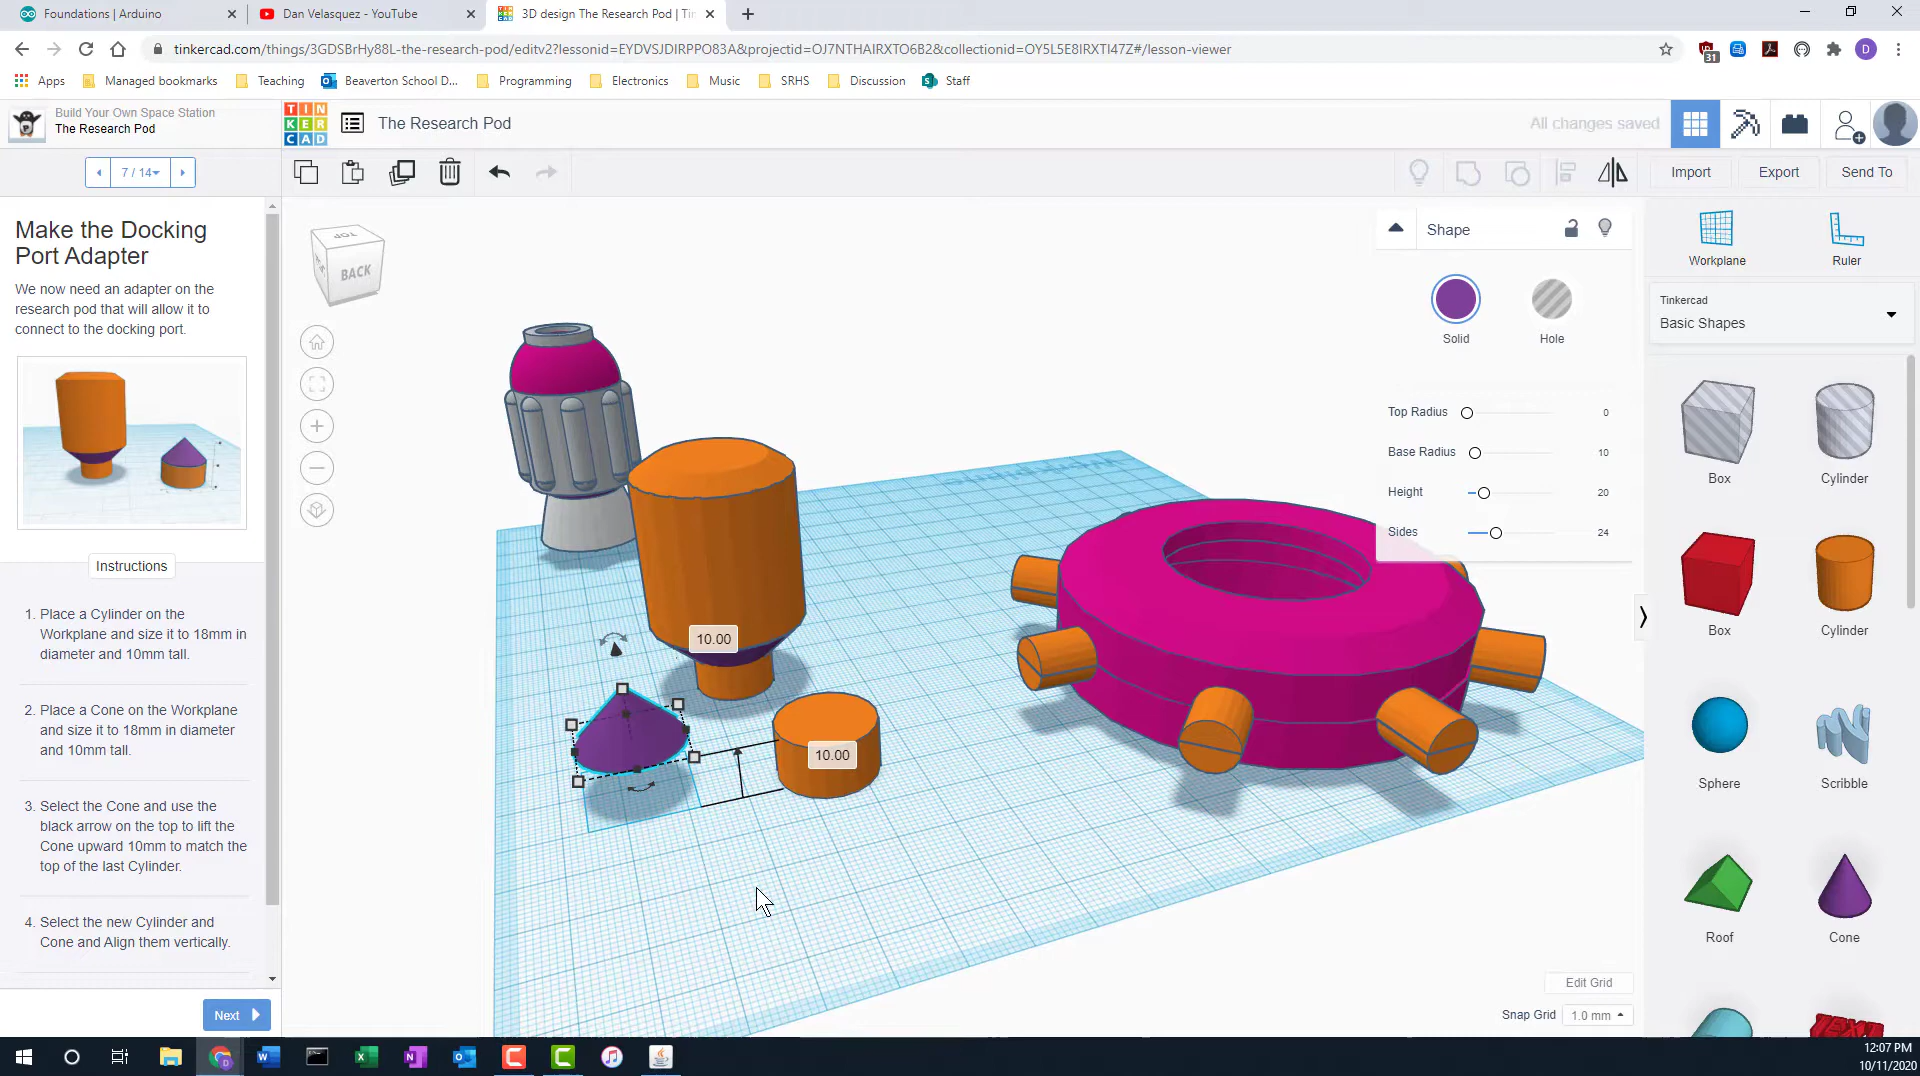 Foundations | Arduino
Dan Velasquez - YouTube
3D design The Research Pod | Tin
tinkercad.com/things/3GDSBrHy88L-the-research-pod/editv2?lessonid=EYDVSJDIRPPO83A&projectid=OJ7NTHAIRXTO6B2&collectionid=OY5L5E8IRXTI47Z#/lesson-viewer
31
D
Apps
Managed bookmarks
Teaching
Beaverton School D...
Programming
Electronics
Music
SRHS
Discussion
Staff
Build Your Own Space Station
The Research Pod
TIN
KER
CAD
The Research Pod
All changes saved
7 / 14
Import
Export
Send To
Make the Docking
Port Adapter
We now need an adapter on the
research pod that will allow it to
connect to the docking port.
Instructions
1. Place a Cylinder on the
Workplane and size it to 18mm in
diameter and 10mm tall.
2. Place a Cone on the Workplane
and size it to 18mm in diameter
and 10mm tall.
3. Select the Cone and use the
black arrow on the top to lift the
Cone upward 10mm to match the
top of the last Cylinder.
4. Select the new Cylinder and
Cone and Align them vertically.
Next
TOP
BACK
10.00
10.00
Shape
Solid
Hole
Top Radius
0
Base Radius
10
Height
20
Sides
24
Workplane
Ruler
Tinkercad
Basic Shapes
Box
Cylinder
Box
Cylinder
Sphere
Scribble
Roof
Cone
TEXT
Edit Grid
Snap Grid
1.0 mm
12:07 PM
10/11/2020